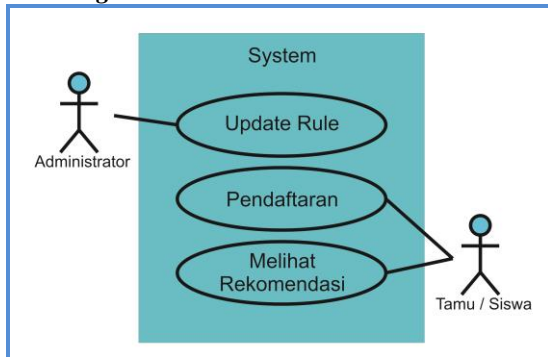 System
Update Rule
Administrator
Pendaftaran
Melihat
Rekomendasi
Tamu / Siswa